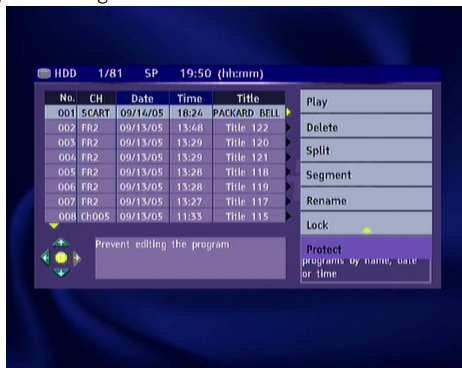 HDD 1/81 SP 19:50 (hh:mm)
No. CH Date Time Title
001 SCART 09/14/05 18:24 PACKARD BELL
002 FR2 09/13/05 13:48 Title 122
003 FR2 09/13/05 13:29 Title 120
004 FR2 09/13/05 13:29 Title 121
005 FR2 09/13/05 13:28 Title 118
006 FR2 09/13/05 13:28 Title 119
007 FR2 09/13/05 13:27 Title 117
008 Ch005 09/13/05 11:33 Title 115
Play
Delete
Split
Segment
Rename
Lock
Protect
programs by name, date
or time
Prevent editing the program